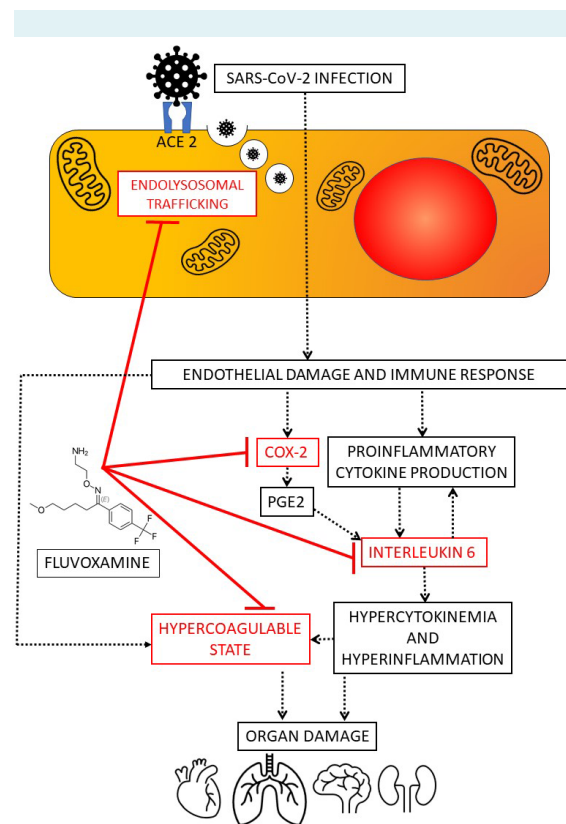 SARS-CoV-2 INFECTION
ACE 2
ENDOLYSOSOMAL
TRAFFICKING
ENDOTHELIAL DAMAGE AND IMMUNE RESPONSE
COX-2
PROINFLAMMATORY
CYTOKINE PRODUCTION
PGE2
NH2
O
N
(E)
O
F
F
F
FLUVOXAMINE
INTERLEUKIN 6
HYPERCOAGULABLE
STATE
HYPERCYTOKINEMIA
AND
HYPERINFLAMMATION
ORGAN DAMAGE